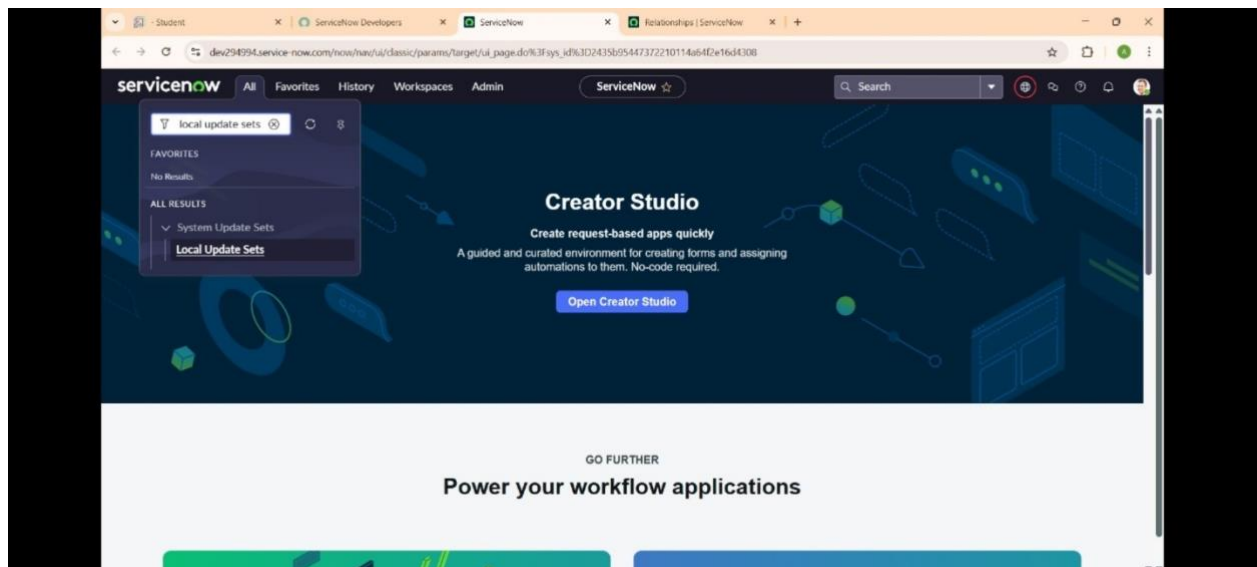 - Student
ServiceNow Developers
ServiceNow
Relationships | ServiceNow
dev294994.service-now.com/now/nav/ui/classic/params/target/ui_page.do%3Fsys_id%3D2435b95447372210114a64f2e16d4308
servicenow All Favorites History Workspaces Admin ServiceNow Search
local update sets
FAVORITES
No Results
ALL RESULTS
System Update Sets
Local Update Sets
Creator Studio
Create request-based apps quickly
A guided and curated environment for creating forms and assigning
automations to them. No-code required.
Open Creator Studio
GO FURTHER
Power your workflow applications